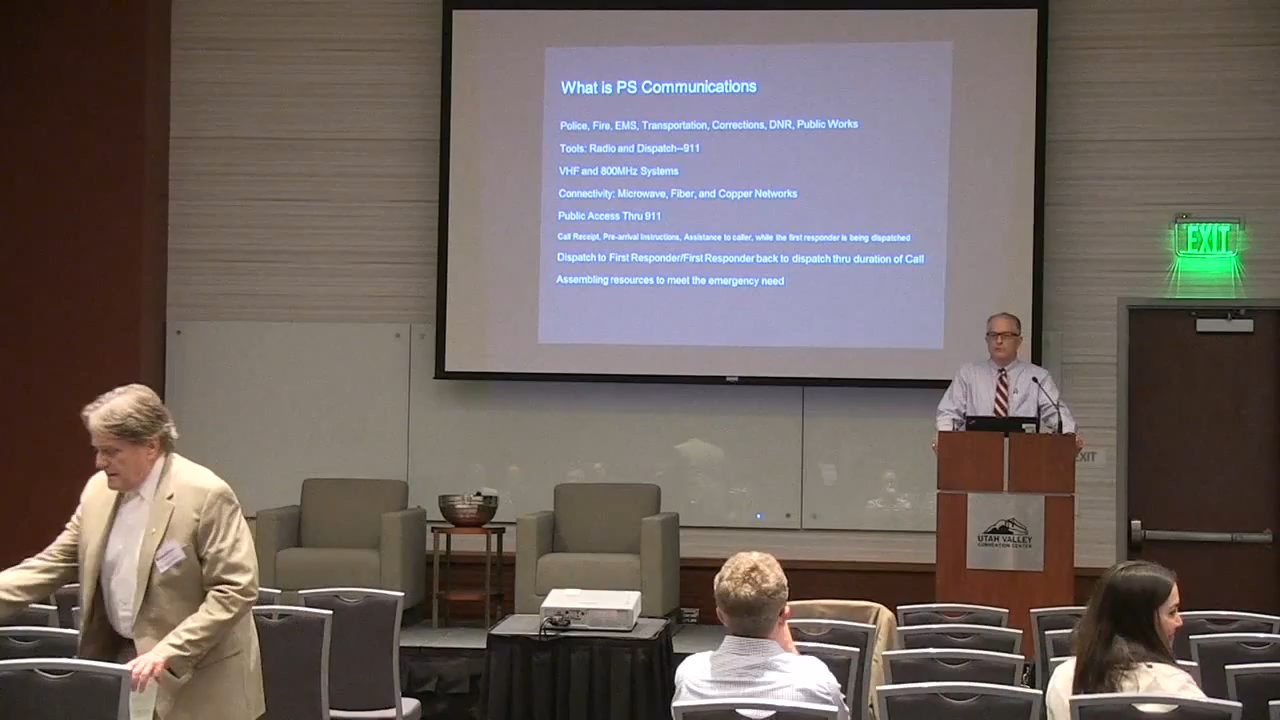 What is PS Communications
Police, Fire, EMS, Transportation, Corrections, DNR, Public Works
Tools: Radio and Dispatch--911
VHF and 800MHz Systems
Connectivity: Microwave, Fiber, and Copper Networks
Public Access Thru 911
Call Receipt, Pre-arrival Instructions, Assistance to caller, while the first responder is being dispatched
Dispatch to First Responder/First Responder back to dispatch thru duration of Call
Assembling resources to meet the emergency need
EXIT
EXIT
UTAH VALLEY
CONVENTION CENTER